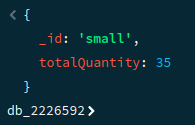 < {
_id: 'small',
totalQuantity: 35
}
db_2226592>